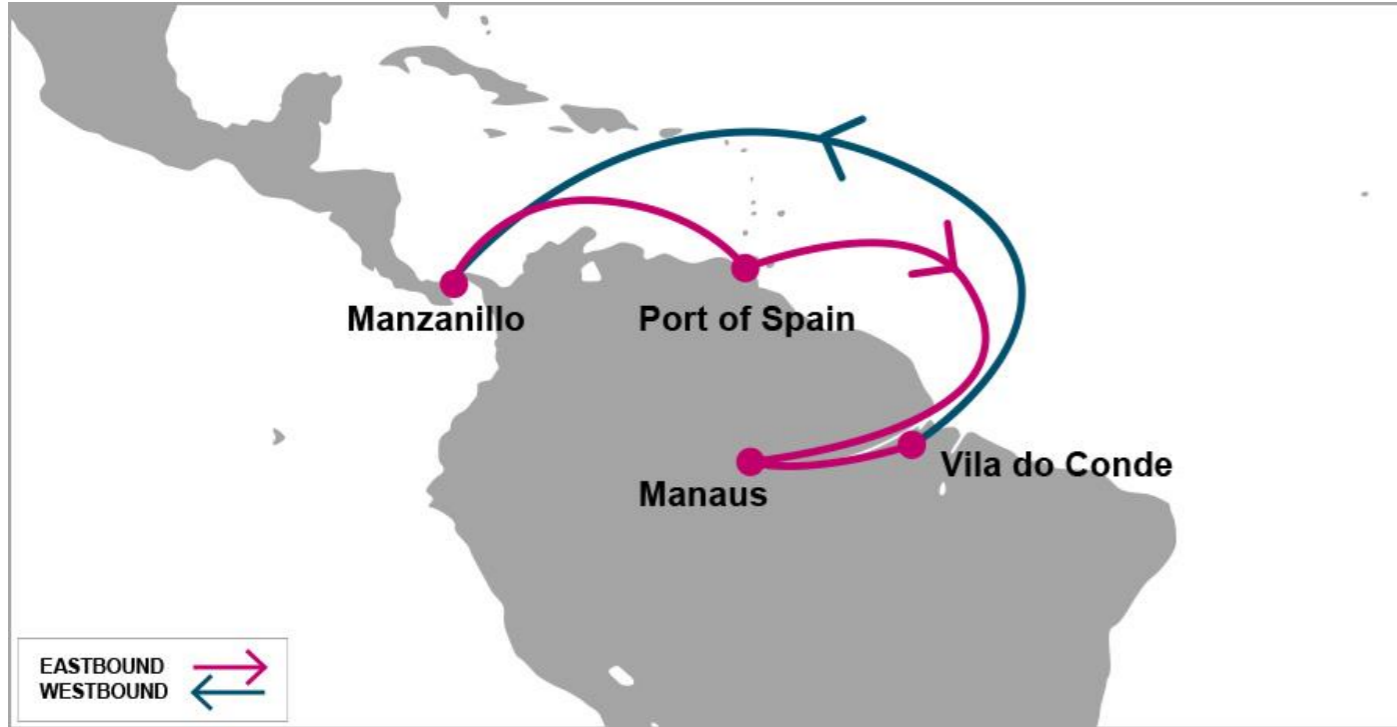 Manzanillo
Port of Spain
Manaus
Vila do Conde
EASTBOUND
WESTBOUND